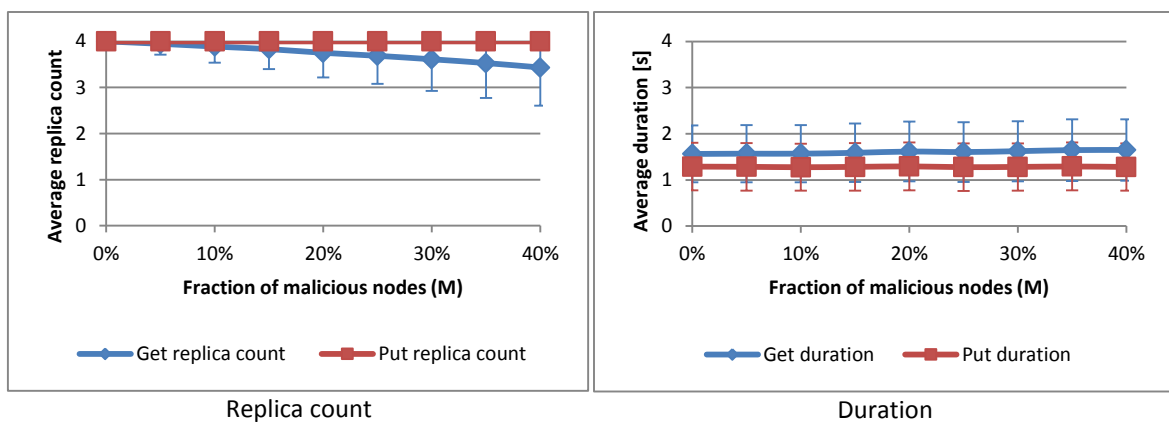 Average replica count
4
3
2
1
0
0% 10% 20% 30% 40%
Fraction of malicious nodes (M)
Get replica count Put replica count
Replica count
Average duration [s]
4
3
2
1
0
0% 10% 20% 30% 40%
Fraction of malicious nodes (M)
Get duration Put duration
Duration